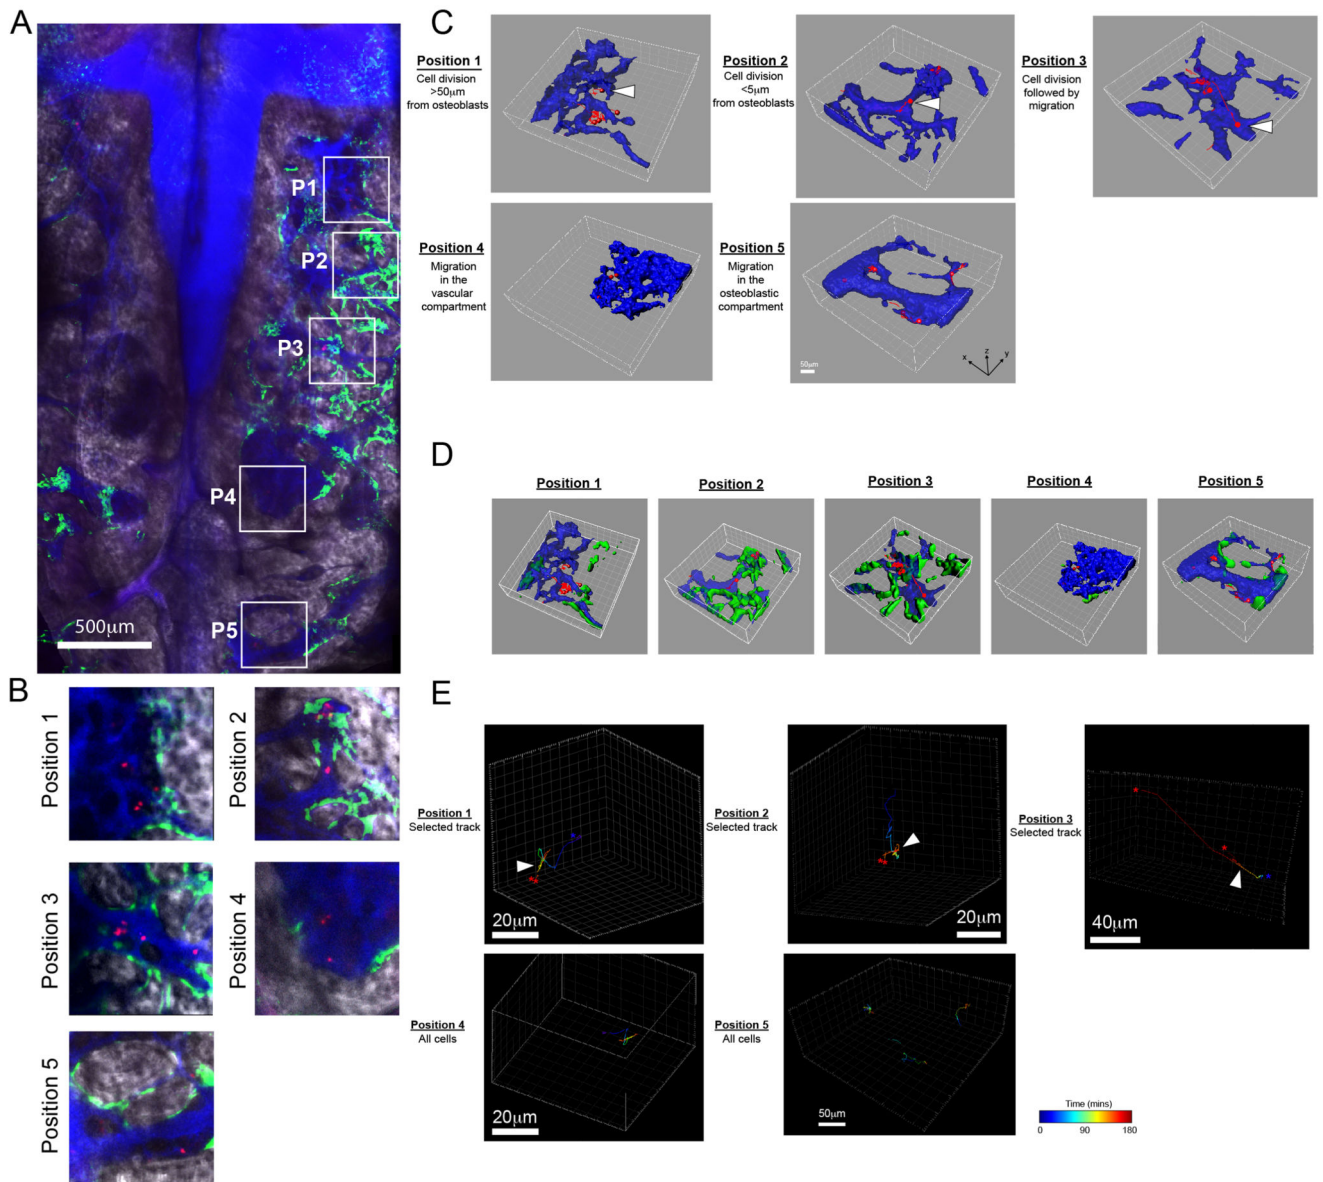 A
P1
P2
P3
P4
P5
500μm
B
Position 1
Position 2
Position 3
Position 4
Position 5
C
Position 1
Cell division
>50μm
from osteoblasts
Position 2
Cell division
<5μm
from osteoblasts
Position 3
Cell division
followed by
migration
Position 4
Migration
in the
vascular
compartment
Position 5
Migration
in the
osteoblastic
compartment
50μm
x
z
y
D
Position 1
Position 2
Position 3
Position 4
Position 5
E
Position 1
Selected track
20μm
Position 2
Selected track
20μm
Position 3
Selected track
40μm
Position 4
All cells
20μm
Position 5
All cells
50μm
Time (mins)
0 90 180